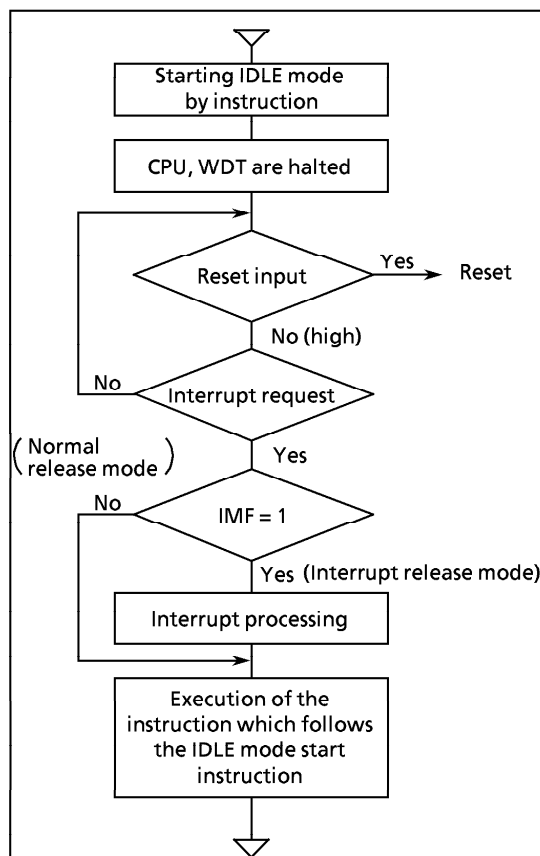 Starting IDLE mode
by instruction
CPU, WDT are halted
Reset input
Yes
Reset
No (high)
No
Interrupt request
(Normal
release mode)
Yes
No
IMF = 1
Yes (Interrupt release mode)
Interrupt processing
Execution of the
instruction which follows
the IDLE mode start
instruction